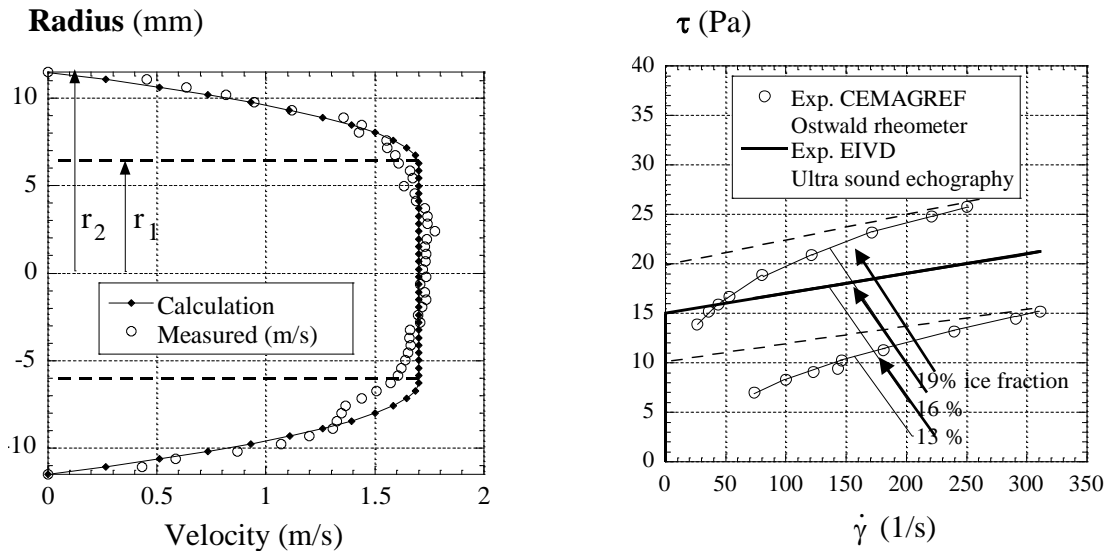 Radius (mm)
10
5
0
-5
-10
r2
r1
Calculation
Measured (m/s)
0
0.5
1
1.5
2
Velocity (m/s)
τ (Pa)
40
35
30
25
20
15
10
5
0
Exp. CEMAGREF
Ostwald rheometer
Exp. EIVD
Ultra sound echography
19% ice fraction
16 %
13 %
0
50
100
150
200
250
300
350
γ̇ (1/s)